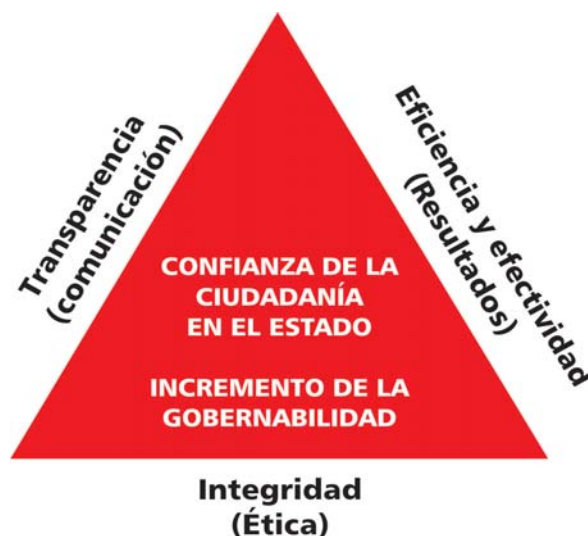 Transparencia
(comunicación)
Eficiencia y efectividad
(Resultados)
CONFIANZA DE LA
CIUDADANÍA
EN EL ESTADO
INCREMENTO DE LA
GOBERNABILIDAD
Integridad
(Ética)